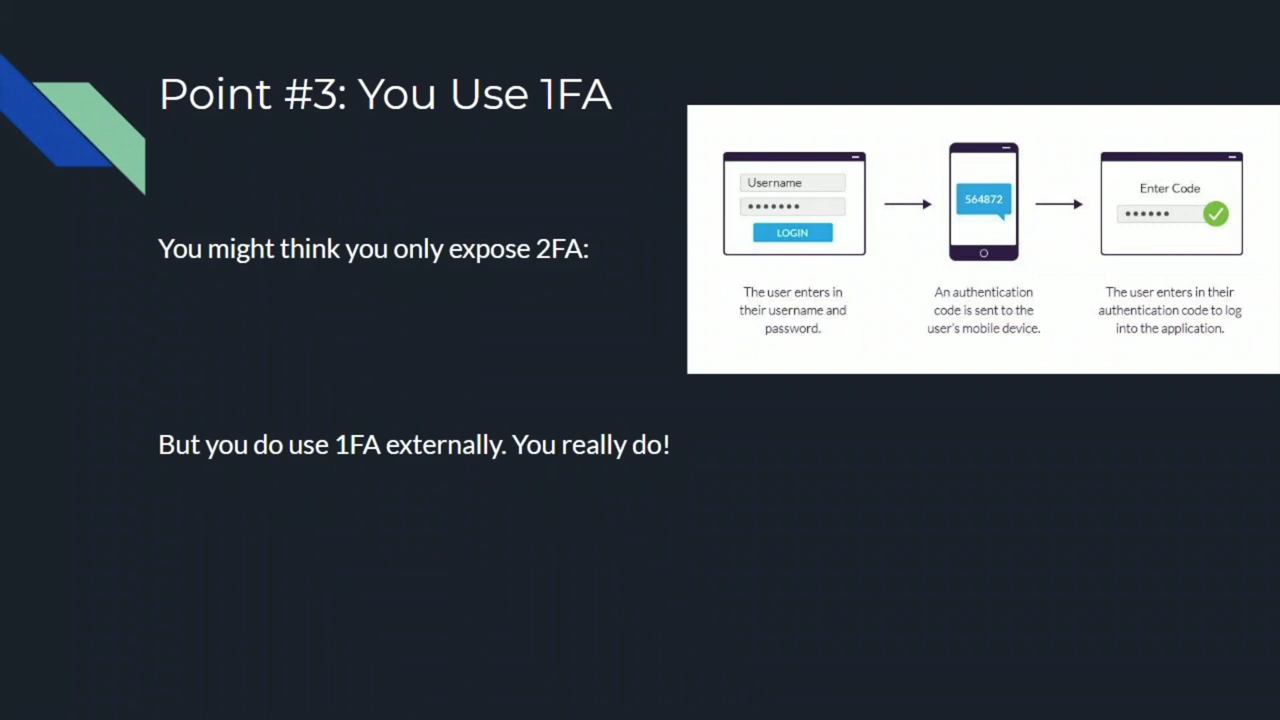 Point #3: You Use 1FA
You might think you only expose 2FA:
Username
•••••••
LOGIN
564872
Enter Code
••••••
The user enters in
their username and
password.
An authentication
code is sent to the
user's mobile device.
The user enters in their
authentication code to log
into the application.
But you do use 1FA externally. You really do!